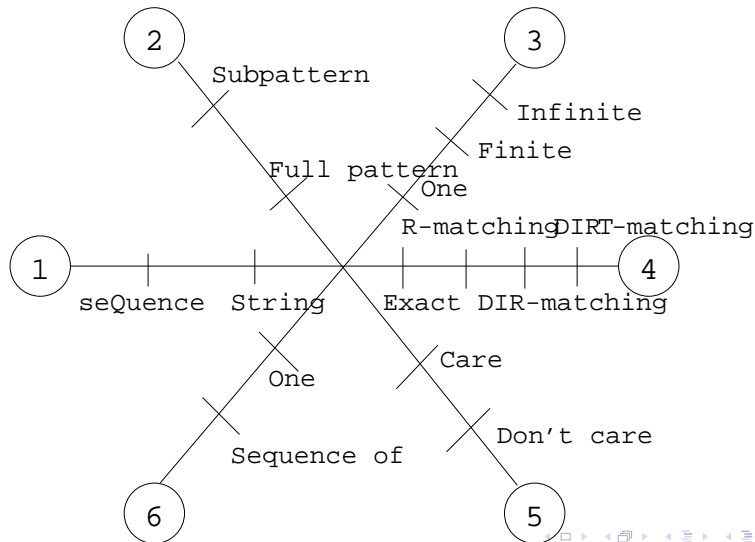 2
3
Subpattern
Infinite
Finite
Full pattern
One
R-matching
DIRT-matching
1
4
seQuence
String
Exact
DIR-matching
Care
One
Don't care
Sequence of
6
5